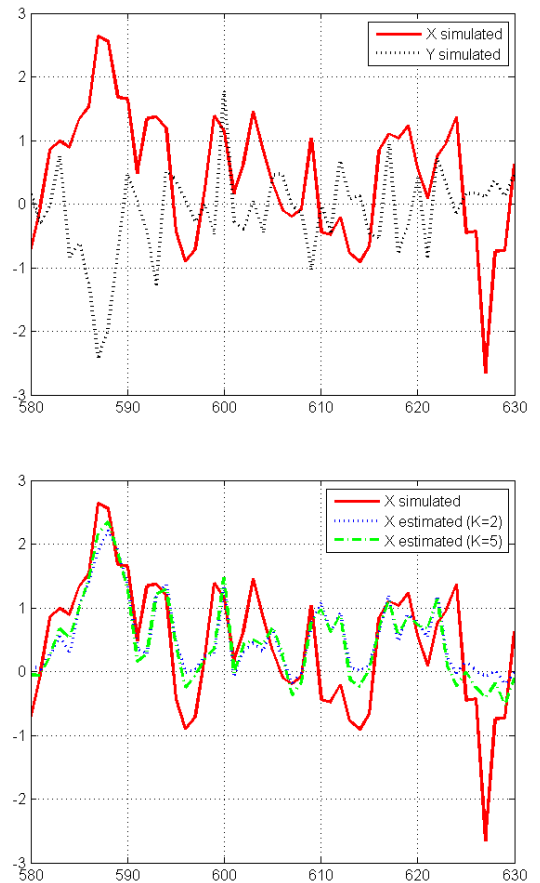 3
X simulated
Y simulated
2
1
0
-1
-2
-3
580 590 600 610 620 630
3
X simulated
X estimated (K=2)
X estimated (K=5)
2
1
0
-1
-2
-3
580 590 600 610 620 630